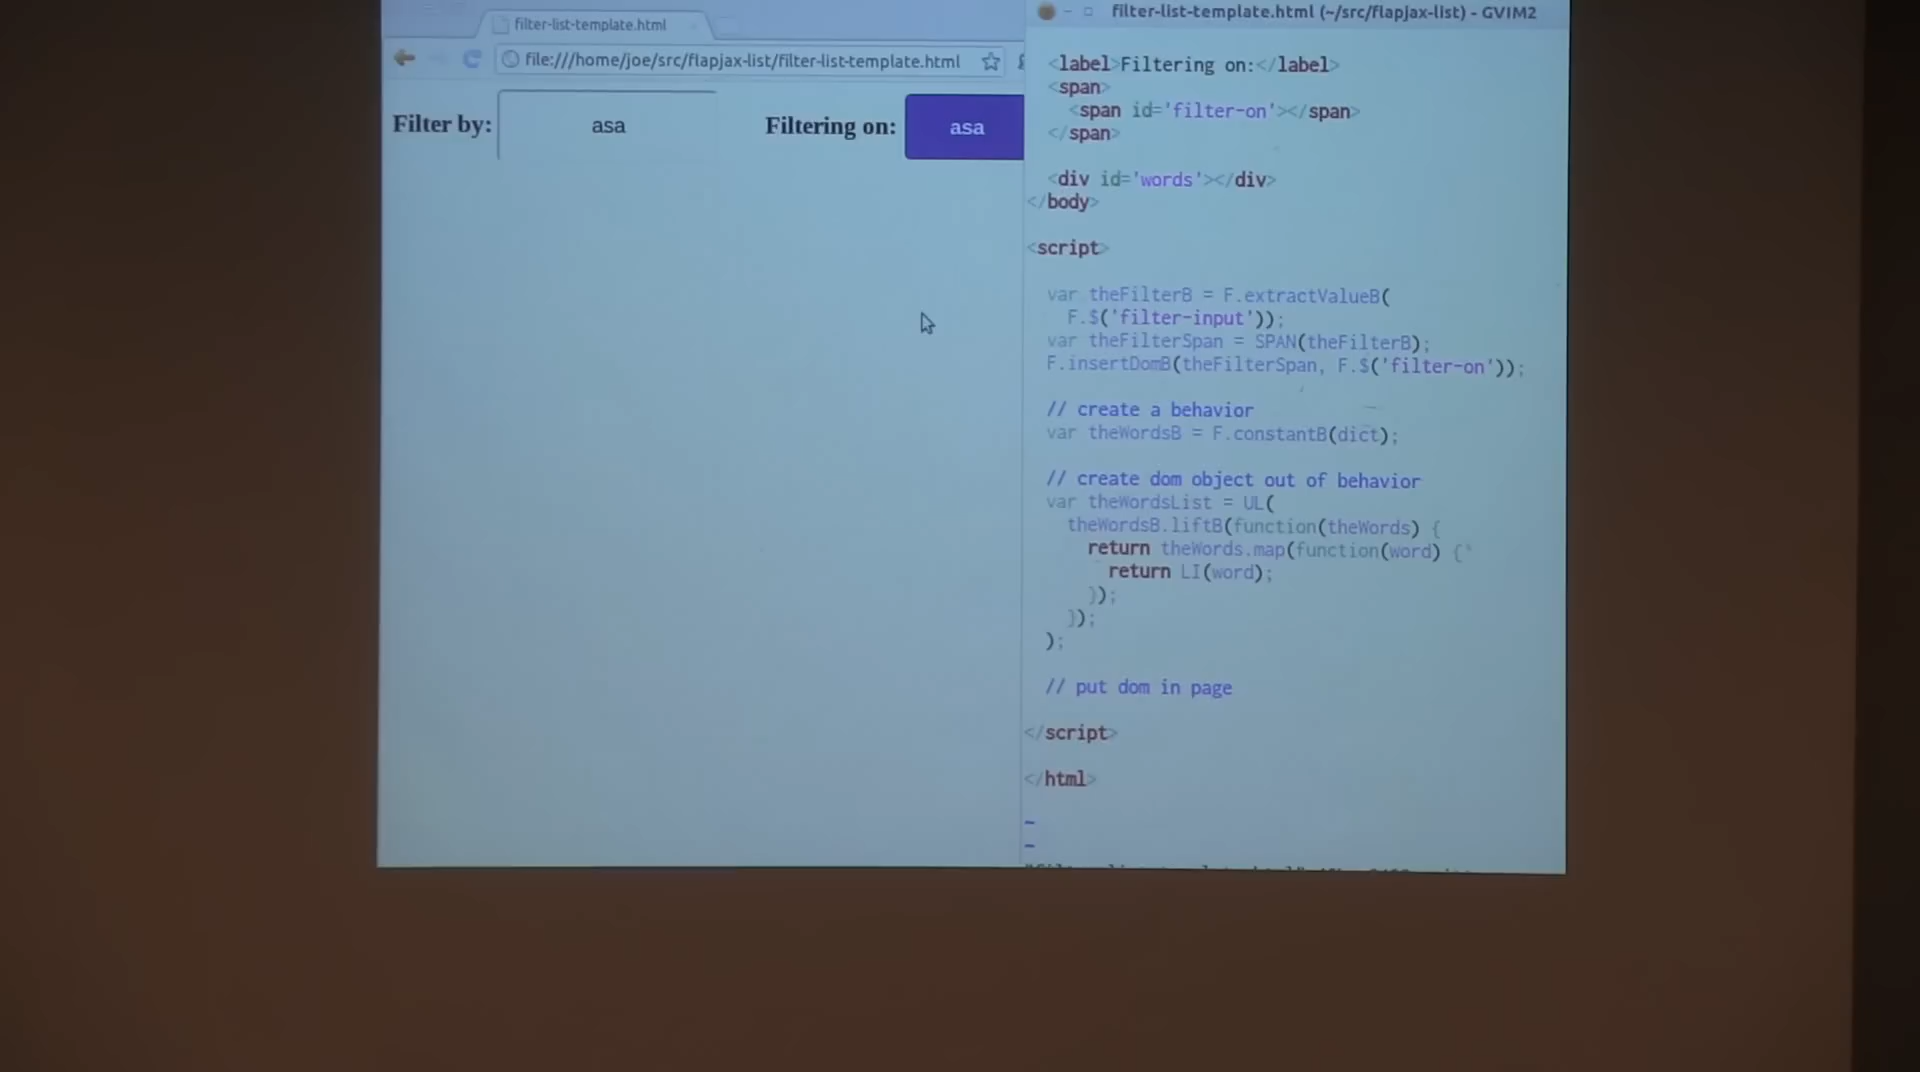 filter-list-template.html
file:///home/joe/src/flapjax-list/filter-list-template.html
Filter by: asa Filtering on: asa
filter-list-template.html (~/src/flapjax-list) - GVIM2
<label>Filtering on:</label>
<span>
<span id='filter-on'></span>
</span>
<div id='words'></div>
</body>
<script>
var theFilterB = F.extractValueB(
F.$('filter-input'));
var theFilterSpan = SPAN(theFilterB);
F.insertDomB(theFilterSpan, F.$('filter-on'));
// create a behavior
var theWordsB = F.constantB(dict);
// create dom object out of behavior
var theWordsList = UL(
theWordsB.liftB(function(theWords) {
return theWords.map(function(word) {
return LI(word);
});
});
);
// put dom in page
</script>
</html>
~
~